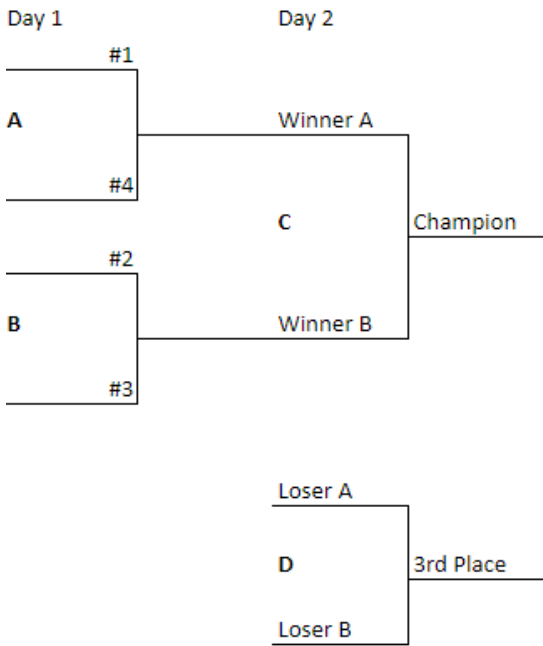 Day 1
Day 2
#1
A
Winner A
#4
C
Champion
#2
B
Winner B
#3
Loser A
D
3rd Place
Loser B